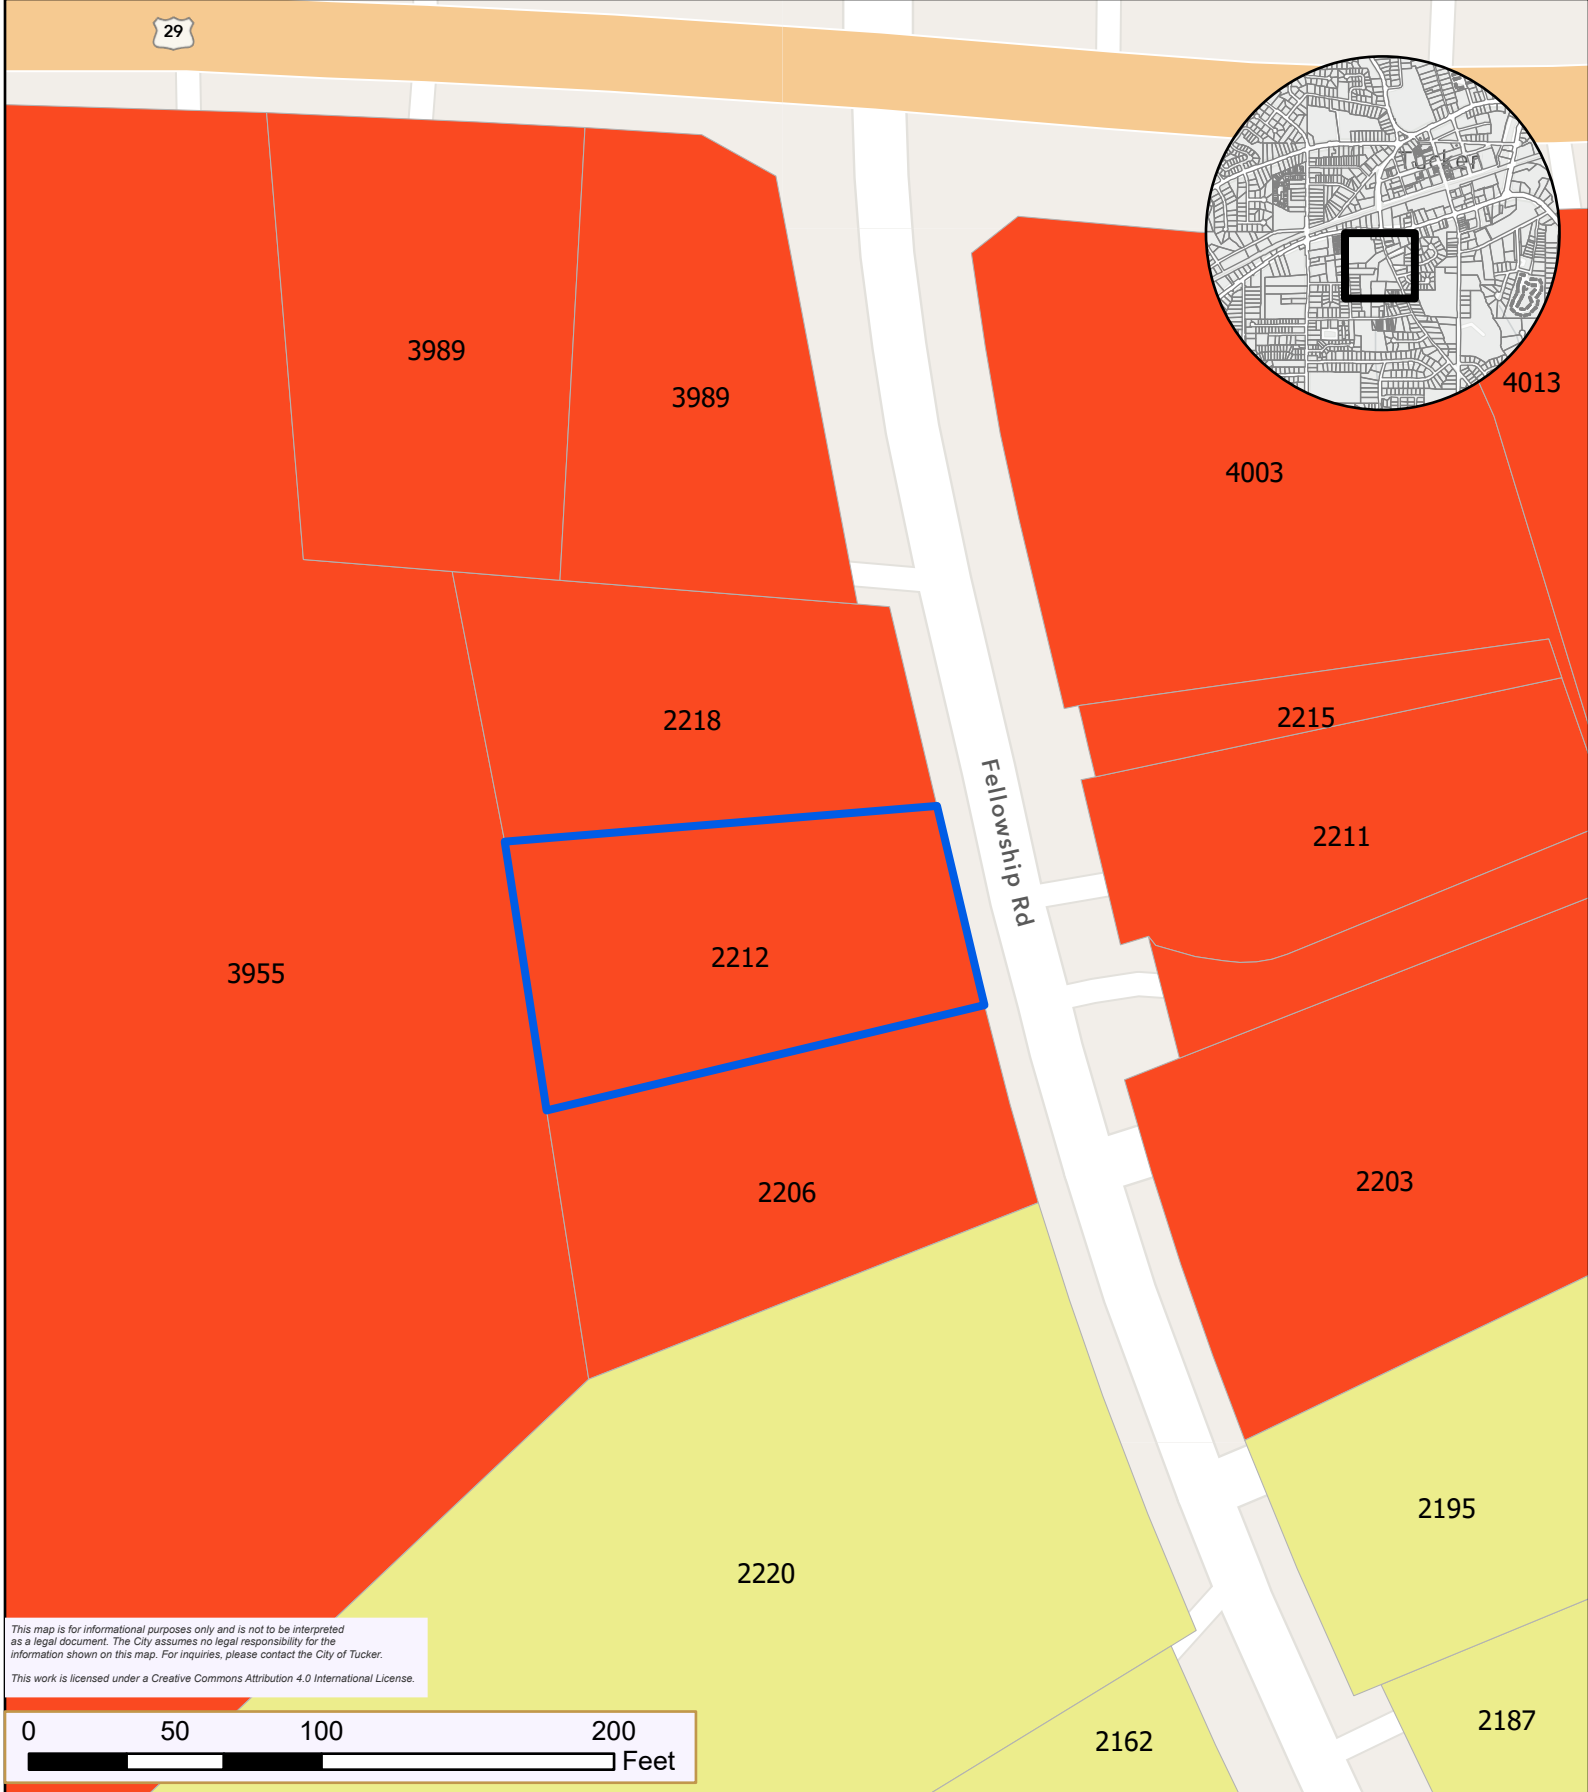 29
Tucker
3989
4013
3989
4003
2218
2215
Fellowship Rd
2211
2212
3955
2203
2206
2195
2220
This map is for informational purposes only and is not to be interpreted
as a legal document. The City assumes no legal responsibility for the
information shown on this map. For inquiries, please contact the City of Tucker.
This work is licensed under a Creative Commons Attribution 4.0 International License.
2187
2162
0 50 100 200
Feet